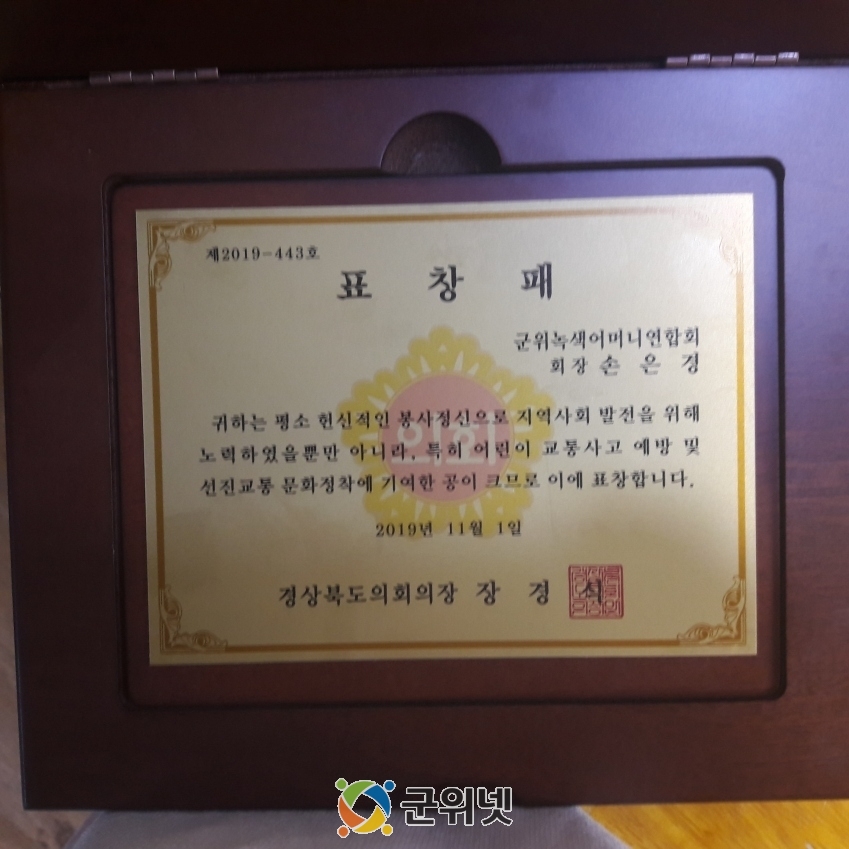 제2019-443호
표 창 패
군위녹색어머니연합회
회장 손 은 경
귀하는 평소 헌신적인 봉사정신으로 지역사회 발전을 위해
노력하였을뿐만 아니라, 특히 어린이 교통사고 예방 및
선진교통 문화정착에 기여한 공이 크므로 이에 표창합니다.
의회
2019년 11월 1일
경상북도의회의장 장 경 식
군위넷